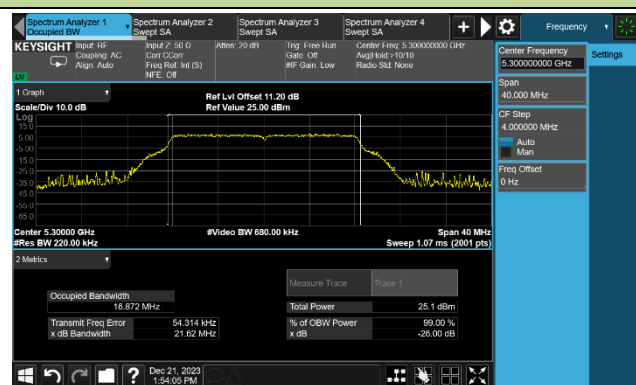 Spectrum Analyzer 1
Occupied BW
Spectrum Analyzer 2
Swept SA
Spectrum Analyzer 3
Swept SA
Spectrum Analyzer 4
Swept SA
Frequency
KEYSIGHT
Input: RF
Coupling: AC
Align: Auto
Input Z: 50 Ω
Corr CCorr
Freq Ref: Int (S)
NFE: Off
Atten: 20 dB
Trig: Free Run
Gate: Off
#IF Gain: Low
Center Freq: 5.300000000 GHz
Avg|Hold:>10/10
Radio Std: None
Center Frequency
5.300000000 GHz
Settings
Span
40.000 MHz
CF Step
4.000000 MHz
Auto
Man
Freq Offset
0 Hz
1 Graph
Scale/Div 10.0 dB
Ref Lvl Offset 11.20 dB
Ref Value 25.00 dBm
Log
15.0
5.00
-5.00
-15.0
-25.0
-35.0
-45.0
-55.0
-65.0
Center 5.30000 GHz
#Res BW 220.00 kHz
#Video BW 680.00 kHz
Span 40 MHz
Sweep 1.07 ms (2001 pts)
2 Metrics
Measure Trace
Trace 1
Occupied Bandwidth
16.872 MHz
Total Power
25.1 dBm
Transmit Freq Error
54.314 kHz
% of OBW Power
99.00 %
x dB Bandwidth
21.62 MHz
x dB
-26.00 dB
?
Dec 21, 2023
1:54:05 PM